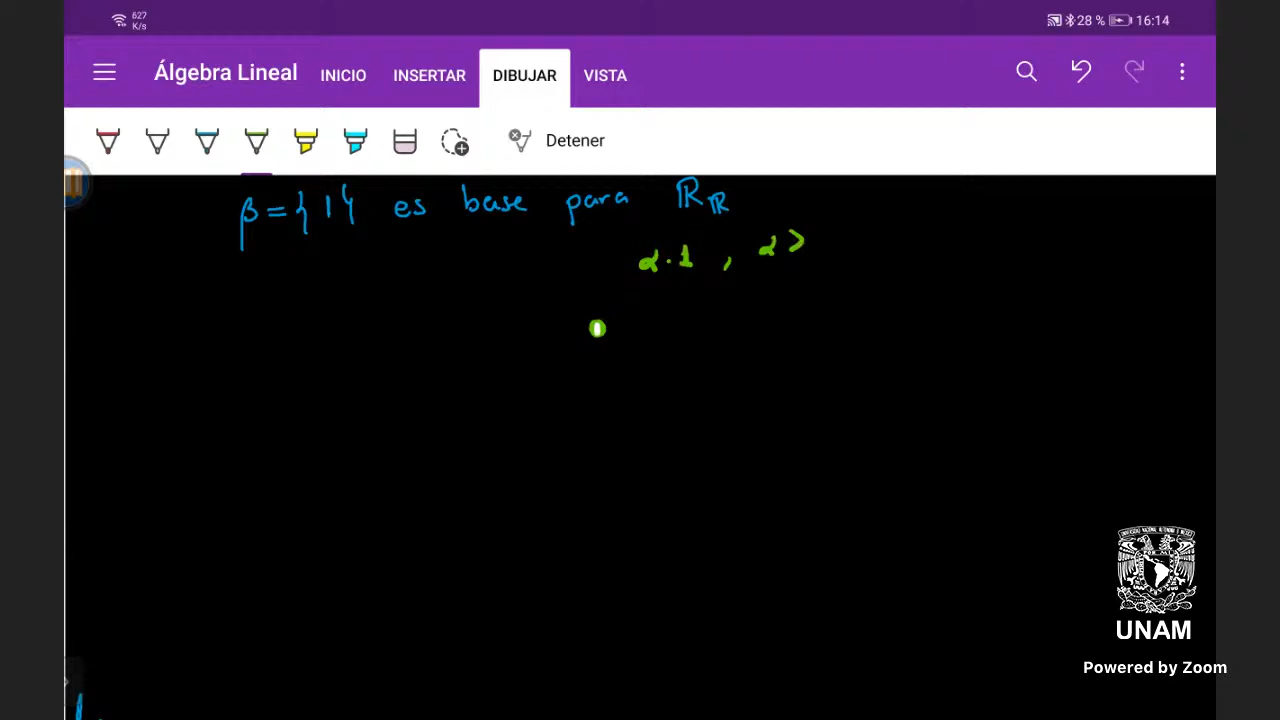 627
K/s
28 % 16:14
Álgebra Lineal INICIO INSERTAR DIBUJAR VISTA
Detener
β = { 1 } es base para ℝ_ℝ
α · 1 , α >
UNAM
Powered by Zoom